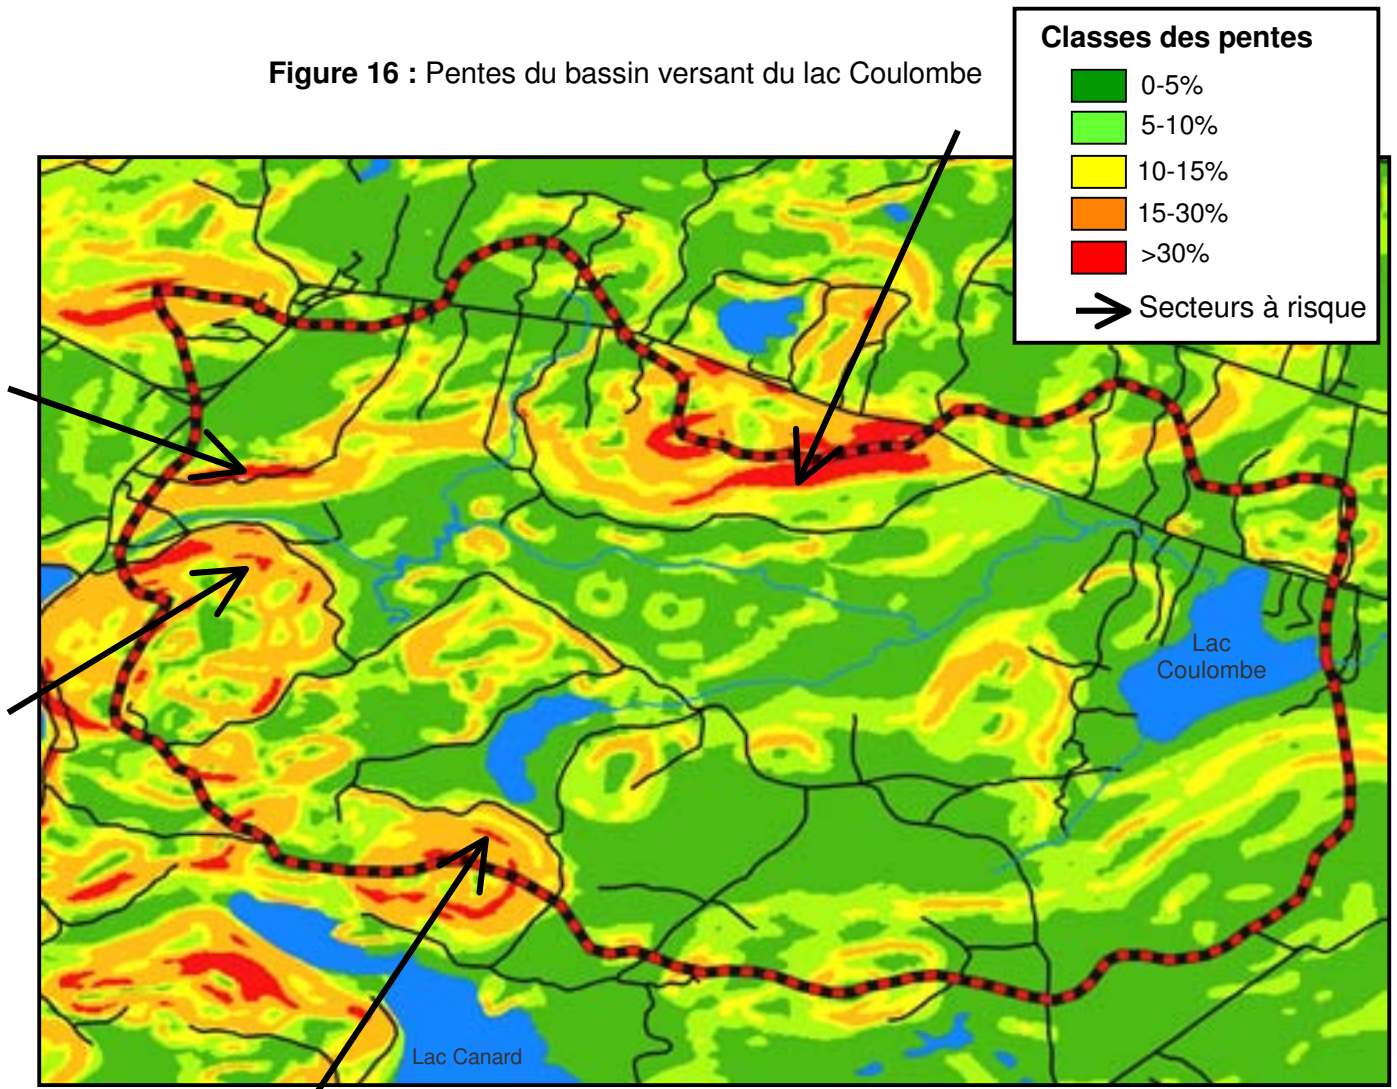 Figure 16 : Pentes du bassin versant du lac Coulombe
Classes des pentes
0-5%
5-10%
10-15%
15-30%
>30%
Secteurs à risque
Lac
Coulombe
Lac Canard